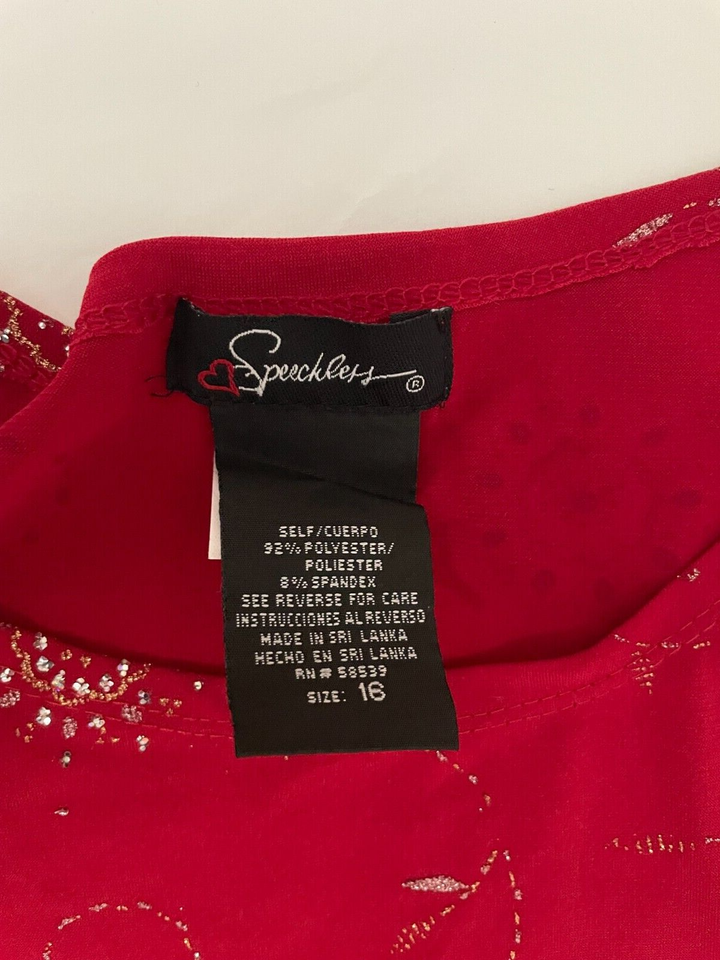 Speechless ®
SELF/CUERPO
92% POLYESTER/
POLIESTER
8% SPANDEX
SEE REVERSE FOR CARE
INSTRUCCIONES AL REVERSO
MADE IN SRI LANKA
HECHO EN SRI LANKA
RN# 58539
SIZE: 16